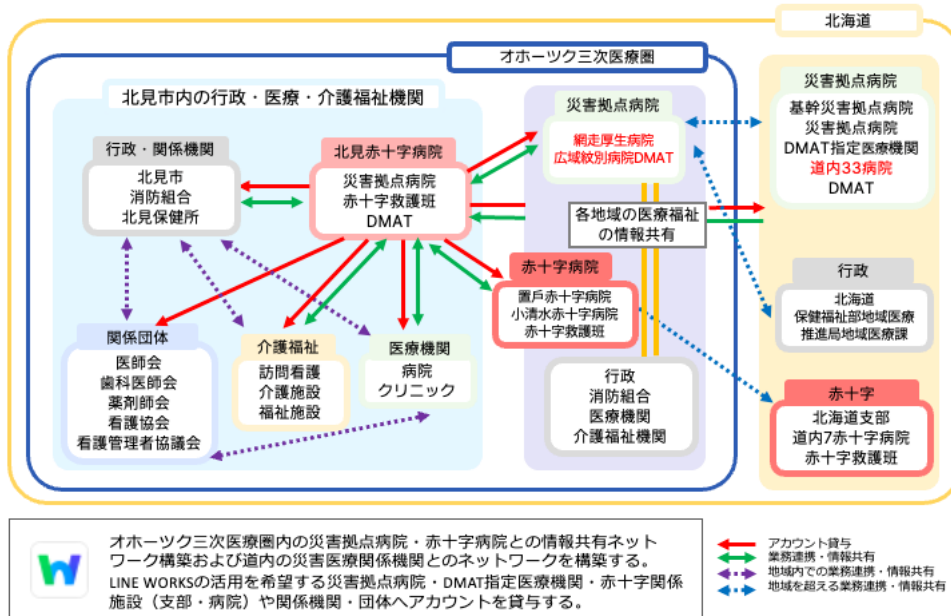 北海道
オホーツク三次医療圏
北見市内の行政・医療・介護福祉機関
行政・関係機関
北見市
消防組合
北見保健所
北見赤十字病院
災害拠点病院
赤十字救護班
DMAT
災害拠点病院
網走厚生病院
広域紋別病院DMAT
各地域の医療福祉
の情報共有
災害拠点病院
基幹災害拠点病院
災害拠点病院
DMAT指定医療機関
道内33病院
DMAT
赤十字病院
置戸赤十字病院
小清水赤十字病院
赤十字救護班
行政
北海道
保健福祉部地域医療
推進局地域医療課
関係団体
医師会
歯科医師会
薬剤師会
看護協会
看護管理者協議会
介護福祉
訪問看護
介護施設
福祉施設
医療機関
病院
クリニック
行政
消防組合
医療機関
介護福祉機関
赤十字
北海道支部
道内7赤十字病院
赤十字救護班
オホーツク三次医療圏内の災害拠点病院・赤十字病院との情報共有ネット
ワーク構築および道内の災害医療関係機関とのネットワークを構築する。
LINE WORKSの活用を希望する災害拠点病院・DMAT指定医療機関・赤十字関係
施設（支部・病院）や関係機関・団体へアカウントを貸与する。
アカウント貸与
業務連携・情報共有
地域内での業務連携・情報共有
地域を超える業務連携・情報共有